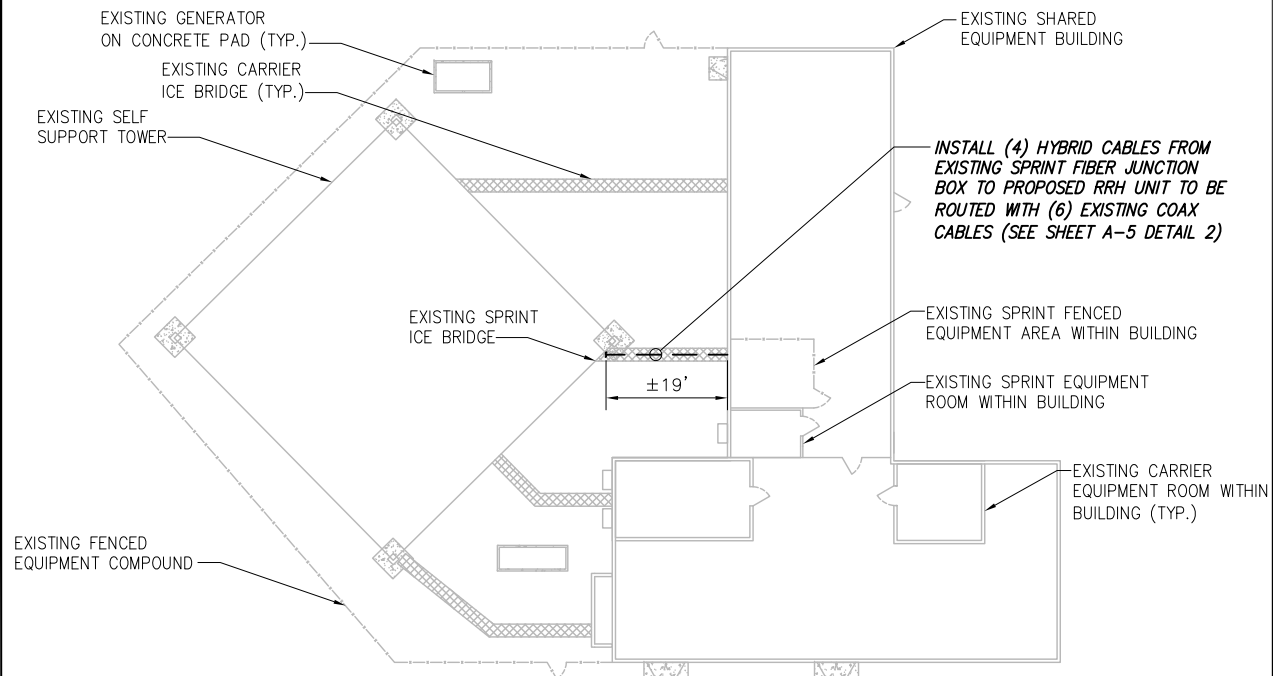 EXISTING GENERATOR
ON CONCRETE PAD (TYP.)
EXISTING CARRIER
ICE BRIDGE (TYP.)
EXISTING SELF
SUPPORT TOWER
EXISTING SHARED
EQUIPMENT BUILDING
INSTALL (4) HYBRID CABLES FROM
EXISTING SPRINT FIBER JUNCTION
BOX TO PROPOSED RRH UNIT TO BE
ROUTED WITH (6) EXISTING COAX
CABLES (SEE SHEET A-5 DETAIL 2)
EXISTING SPRINT
ICE BRIDGE
±19'
EXISTING SPRINT FENCED
EQUIPMENT AREA WITHIN BUILDING
EXISTING SPRINT EQUIPMENT
ROOM WITHIN BUILDING
EXISTING CARRIER
EQUIPMENT ROOM WITHIN
BUILDING (TYP.)
EXISTING FENCED
EQUIPMENT COMPOUND